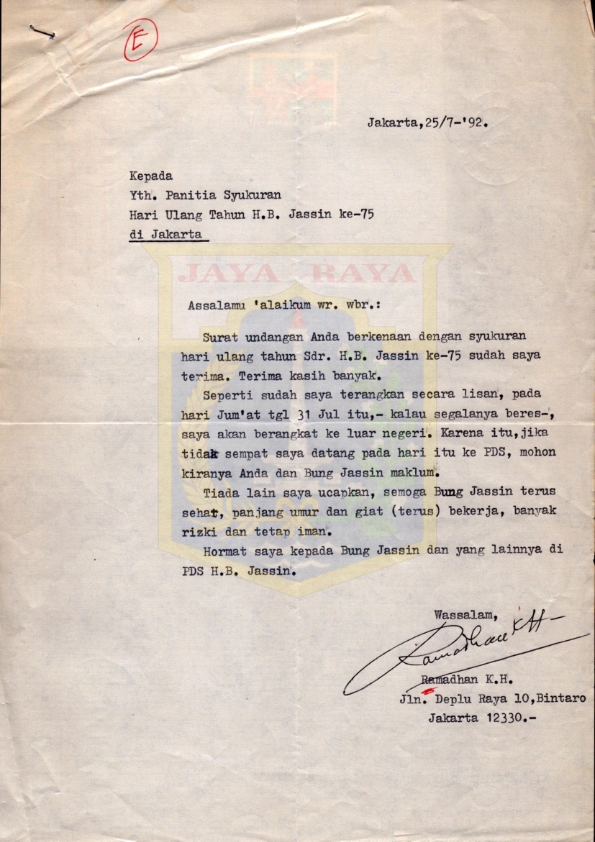 E
Jakarta,25/7-'92.
Kepada
Yth. Panitia Syukuran
Hari Ulang Tahun H.B. Jassin ke-75
di Jakarta
JAYA RAYA
Assalamu 'alaikum wr. wbr.:
Surat undangan Anda berkenaan dengan syukuran
hari ulang tahun Sdr. H.B. Jassin ke-75 sudah saya
terima. Terima kasih banyak.
Seperti sudah saya terangkan secara lisan, pada
hari Jum'at tgl 31 Jul itu,- kalau segalanya beres-,
saya akan berangkat ke luar negeri. Karena itu,jika
tidak sempat saya datang pada hari itu ke PDS, mohon
kiranya Anda dan Bung Jassin maklum.
Tiada lain saya ucapkan, semoga Bung Jassin terus
sehat, panjang umur dan giat (terus) bekerja, banyak
rizki dan tetap iman.
Hormat saya kepada Bung Jassin dan yang lainnya di
PDS H.B. Jassin.
Wassalam,
Ramadhan KH-
Ramadhan K.H.
Jln. Deplu Raya 10,Bintaro
Jakarta 12330.-